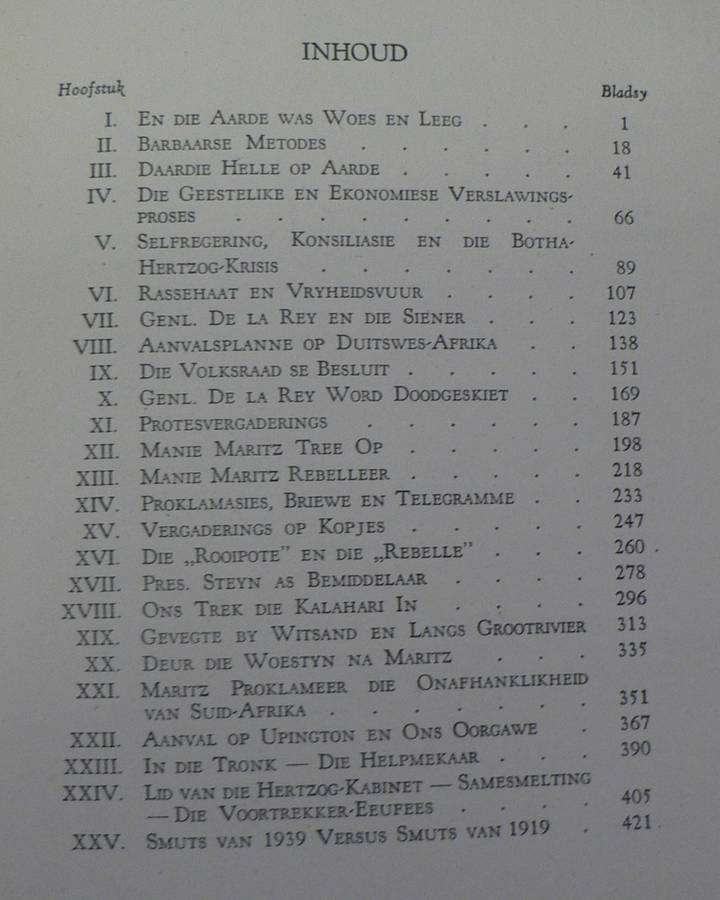 INHOUD
Hoofstuk Bladsy
I. En die Aarde was Woes en Leeg . . . 1
II. Barbaarse Metodes . . . . . . 18
III. Daardie Helle op Aarde . . . . . 41
IV. Die Geestelike en Ekonomiese Verslawings-
proses . . . . . . . . . 66
V. Selfregering, Konsiliasie en die Botha-
Hertzog-Krisis . . . . . . . 89
VI. Rassehaat en Vryheidsvuur . . . . 107
VII. Genl. De la Rey en die Siener . . . 123
VIII. Aanvalsplanne op Duitswes-Afrika . . 138
IX. Die Volksraad se Besluit . . . . . 151
X. Genl. De la Rey Word Doodgeskiet . . 169
XI. Protesvergaderings . . . . . . 187
XII. Manie Maritz Tree Op . . . . . 198
XIII. Manie Maritz Rebelleer . . . . . 218
XIV. Proklamasies, Briewe en Telegramme . . 233
XV. Vergaderings op Kopjes . . . . . 247
XVI. Die „Rooipote” en die „Rebelle” . . . 260
XVII. Pres. Steyn as Bemiddelaar . . . . 278
XVIII. Ons Trek die Kalahari In . . . . 296
XIX. Gevegte by Witsand en Langs Grootrivier 313
XX. Deur die Woestyn na Maritz . . . 335
XXI. Maritz Proklameer die Onafhanklikheid
van Suid-Afrika . . . . . . . 351
XXII. Aanval op Upington en Ons Oorgawe . 367
XXIII. In die Tronk — Die Helpmekaar . . . 390
XXIV. Lid van die Hertzog-Kabinet — Samesmelting
— Die Voortrekker-Eeufees . . . . 405
XXV. Smuts van 1939 Versus Smuts van 1919 . 421